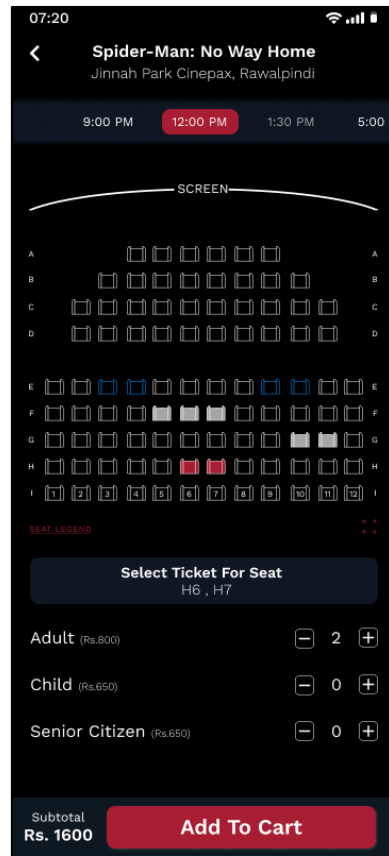 07:20
Spider-Man: No Way Home
Jinnah Park Cinepax, Rawalpindi
9:00 PM 12:00 PM 1:30 PM 5:00
SCREEN
A A
B B
C C
D D
E E
F F
G G
H H
I 1 2 3 4 5 6 7 8 9 10 11 12 I
SEAT LEGEND
Select Ticket For Seat
H6 , H7
Adult (Rs.800) 2
Child (Rs.650) 0
Senior Citizen (Rs.650) 0
Subtotal
Rs. 1600
Add To Cart